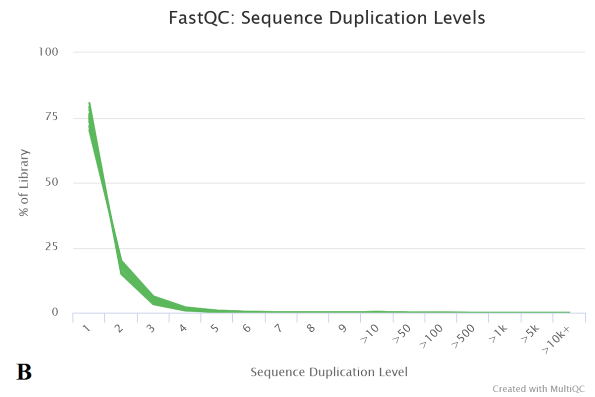 FastQC: Sequence Duplication Levels
100
75
50
25
0
% of Library
1
2
3
4
5
6
7
8
9
>10
>50
>100
>500
>1k
>5k
>10k+
Sequence Duplication Level
B
Created with MultiQC